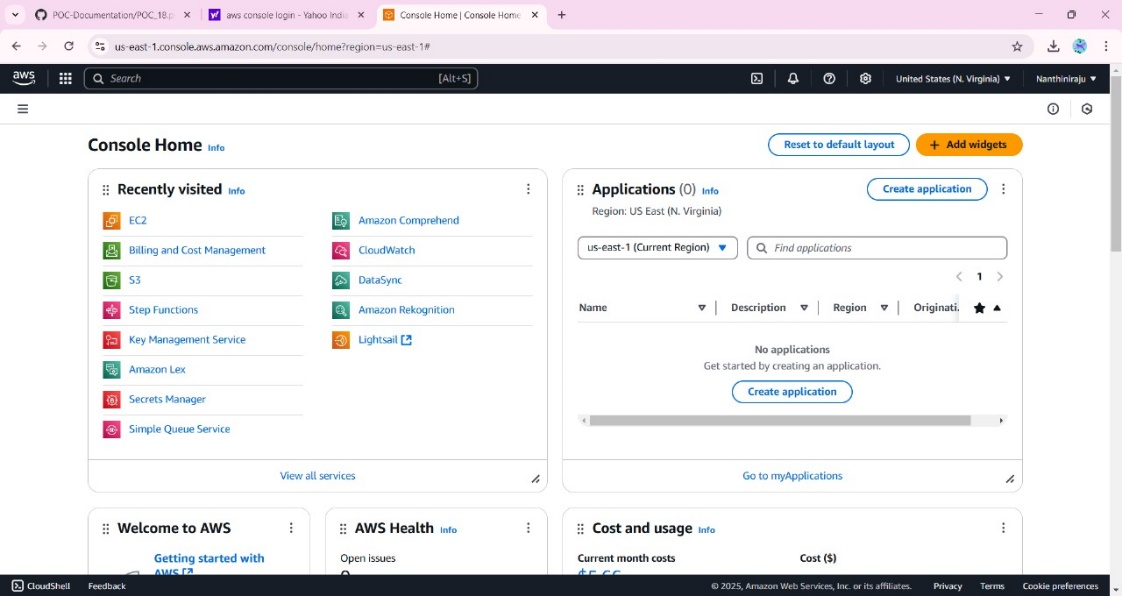 POC-Documentation/POC_18.p
aws console login - Yahoo India
Console Home | Console Home
us-east-1.console.aws.amazon.com/console/home?region=us-east-1#
aws
Search
[Alt+S]
United States (N. Virginia)
Nanthiniraju
Console Home Info
Reset to default layout
Add widgets
Recently visited Info
EC2
Billing and Cost Management
S3
Step Functions
Key Management Service
Amazon Lex
Secrets Manager
Simple Queue Service
Amazon Comprehend
CloudWatch
DataSync
Amazon Rekognition
Lightsail
View all services
Applications (0) Info
Region: US East (N. Virginia)
Create application
us-east-1 (Current Region)
Find applications
1
Name
Description
Region
Originati.
No applications
Get started by creating an application.
Create application
Go to myApplications
Welcome to AWS
Getting started with
AWS
AWS Health Info
Open issues
Cost and usage Info
Current month costs
Cost ($)
CloudShell
Feedback
© 2025, Amazon Web Services, Inc. or its affiliates.
Privacy
Terms
Cookie preferences